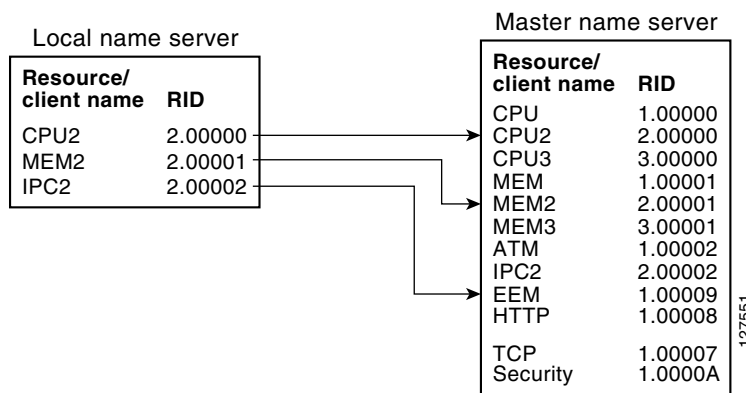 Local name server
Resource/
client name RID
CPU2 2.00000
MEM2 2.00001
IPC2 2.00002
Master name server
Resource/
client name RID
CPU 1.00000
CPU2 2.00000
CPU3 3.00000
MEM 1.00001
MEM2 2.00001
MEM3 3.00001
ATM 1.00002
IPC2 2.00002
EEM 1.00009
HTTP 1.00008
TCP 1.00007
Security 1.0000A
127551